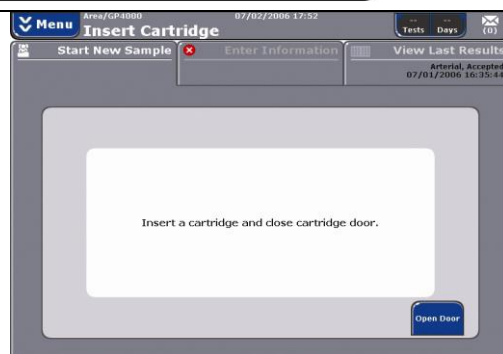 Menu
Area/GP4000 07/02/2006 17:52
Insert Cartridge
-- --
Tests Days (0)
Start New Sample
Enter Information
View Last Results
Arterial, Accepted
07/01/2006 16:35:44
Insert a cartridge and close cartridge door.
Open Door